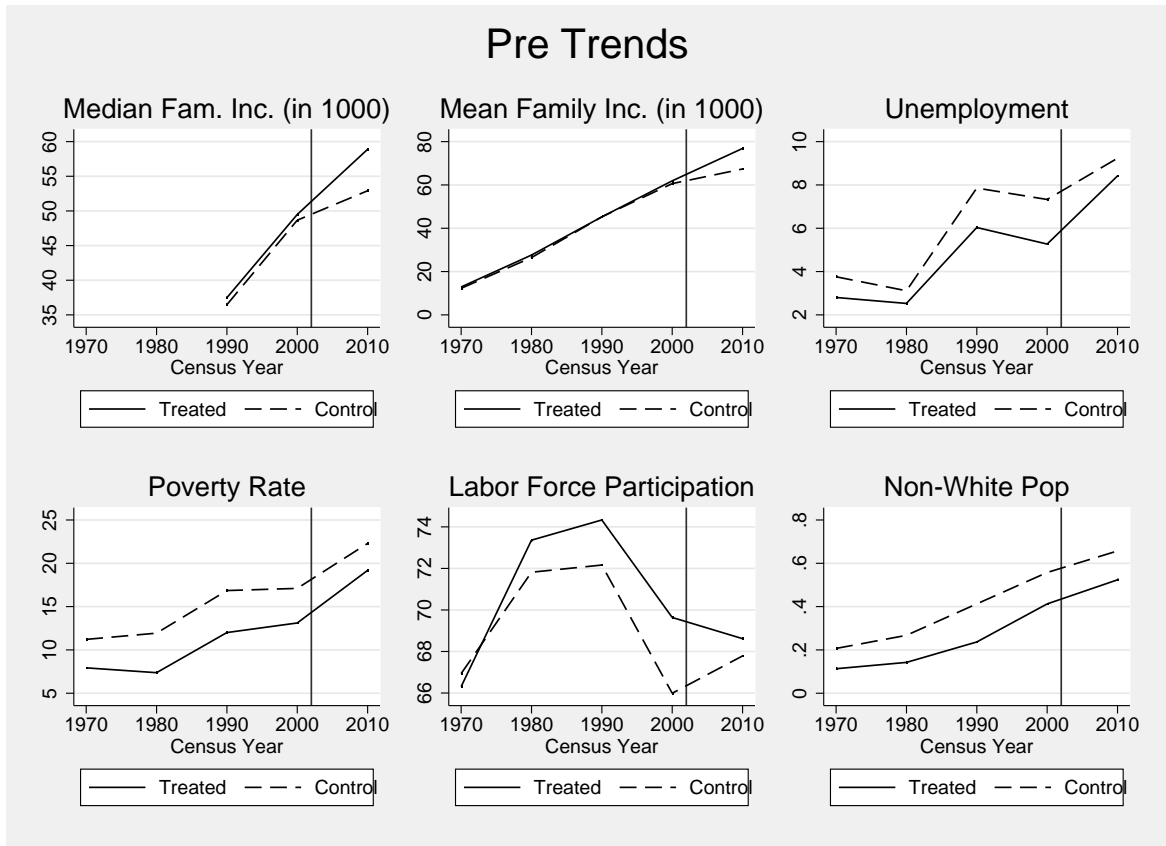 Pre Trends
Median Fam. Inc. (in 1000)
60
55
50
45
40
35
1970 1980 1990 2000 2010
Census Year
Treated Control
Mean Family Inc. (in 1000)
80
60
40
20
0
1970 1980 1990 2000 2010
Census Year
Treated Control
Unemployment
10
8
6
4
2
1970 1980 1990 2000 2010
Census Year
Treated Control
Poverty Rate
25
20
15
10
5
1970 1980 1990 2000 2010
Census Year
Treated Control
Labor Force Participation
74
72
70
68
66
1970 1980 1990 2000 2010
Census Year
Treated Control
Non-White Pop
.8
.6
.4
.2
0
1970 1980 1990 2000 2010
Census Year
Treated Control